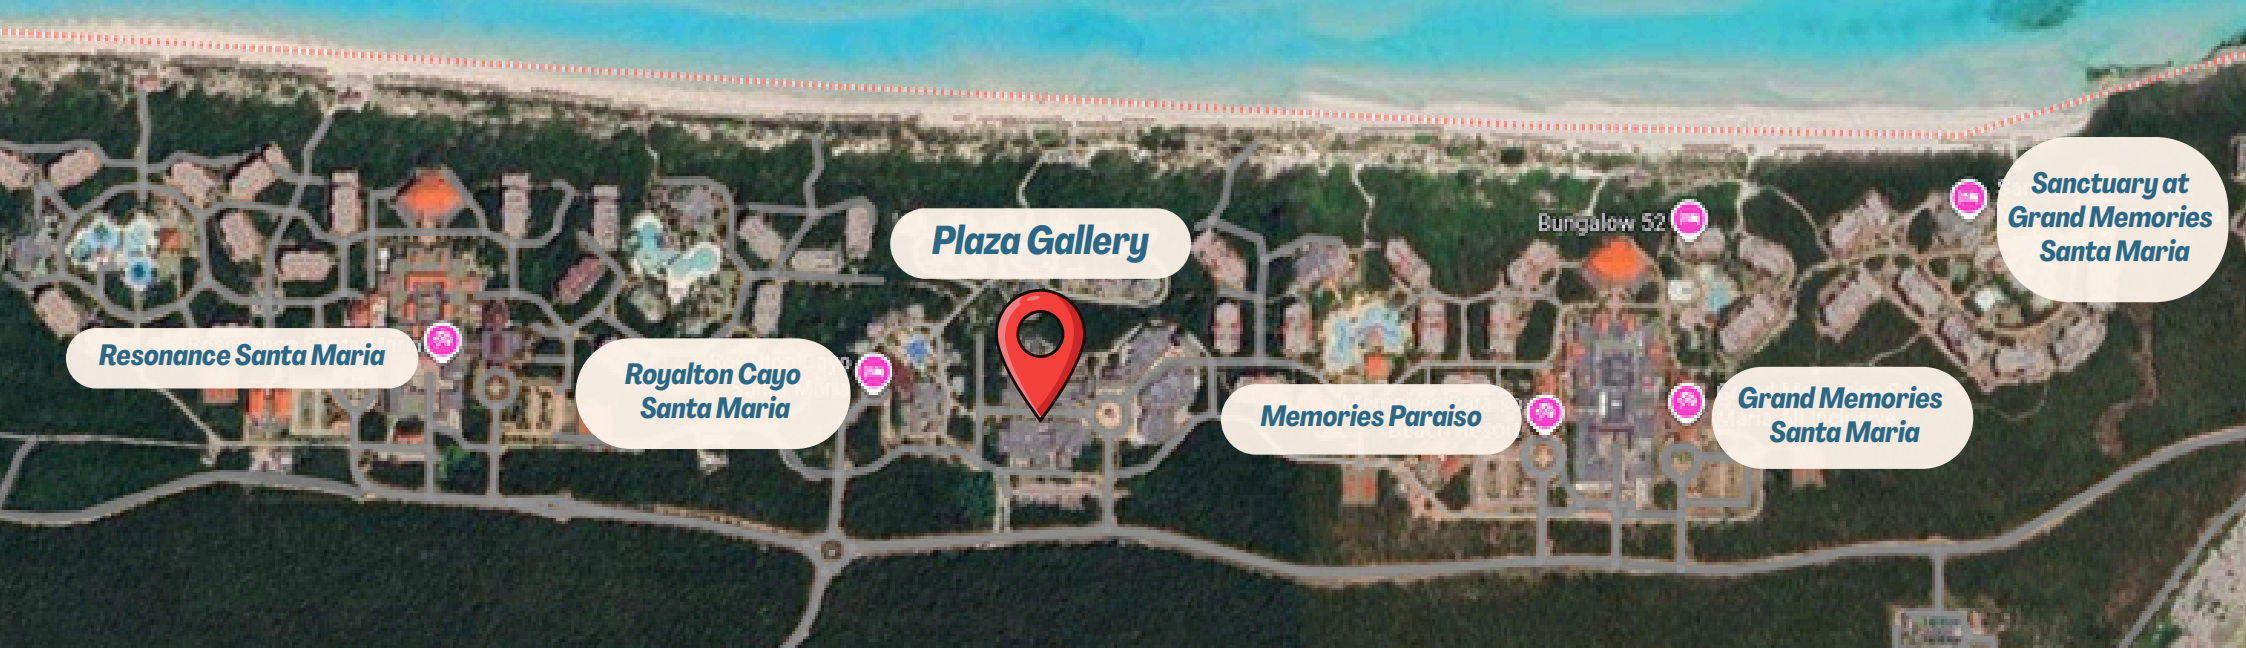 Sanctuary at
Grand Memories
Santa Maria
Bungalow 52
Plaza Gallery
Resonance Santa Maria
Royalton Cayo
Santa Maria
Memories Paraiso
Grand Memories
Santa Maria